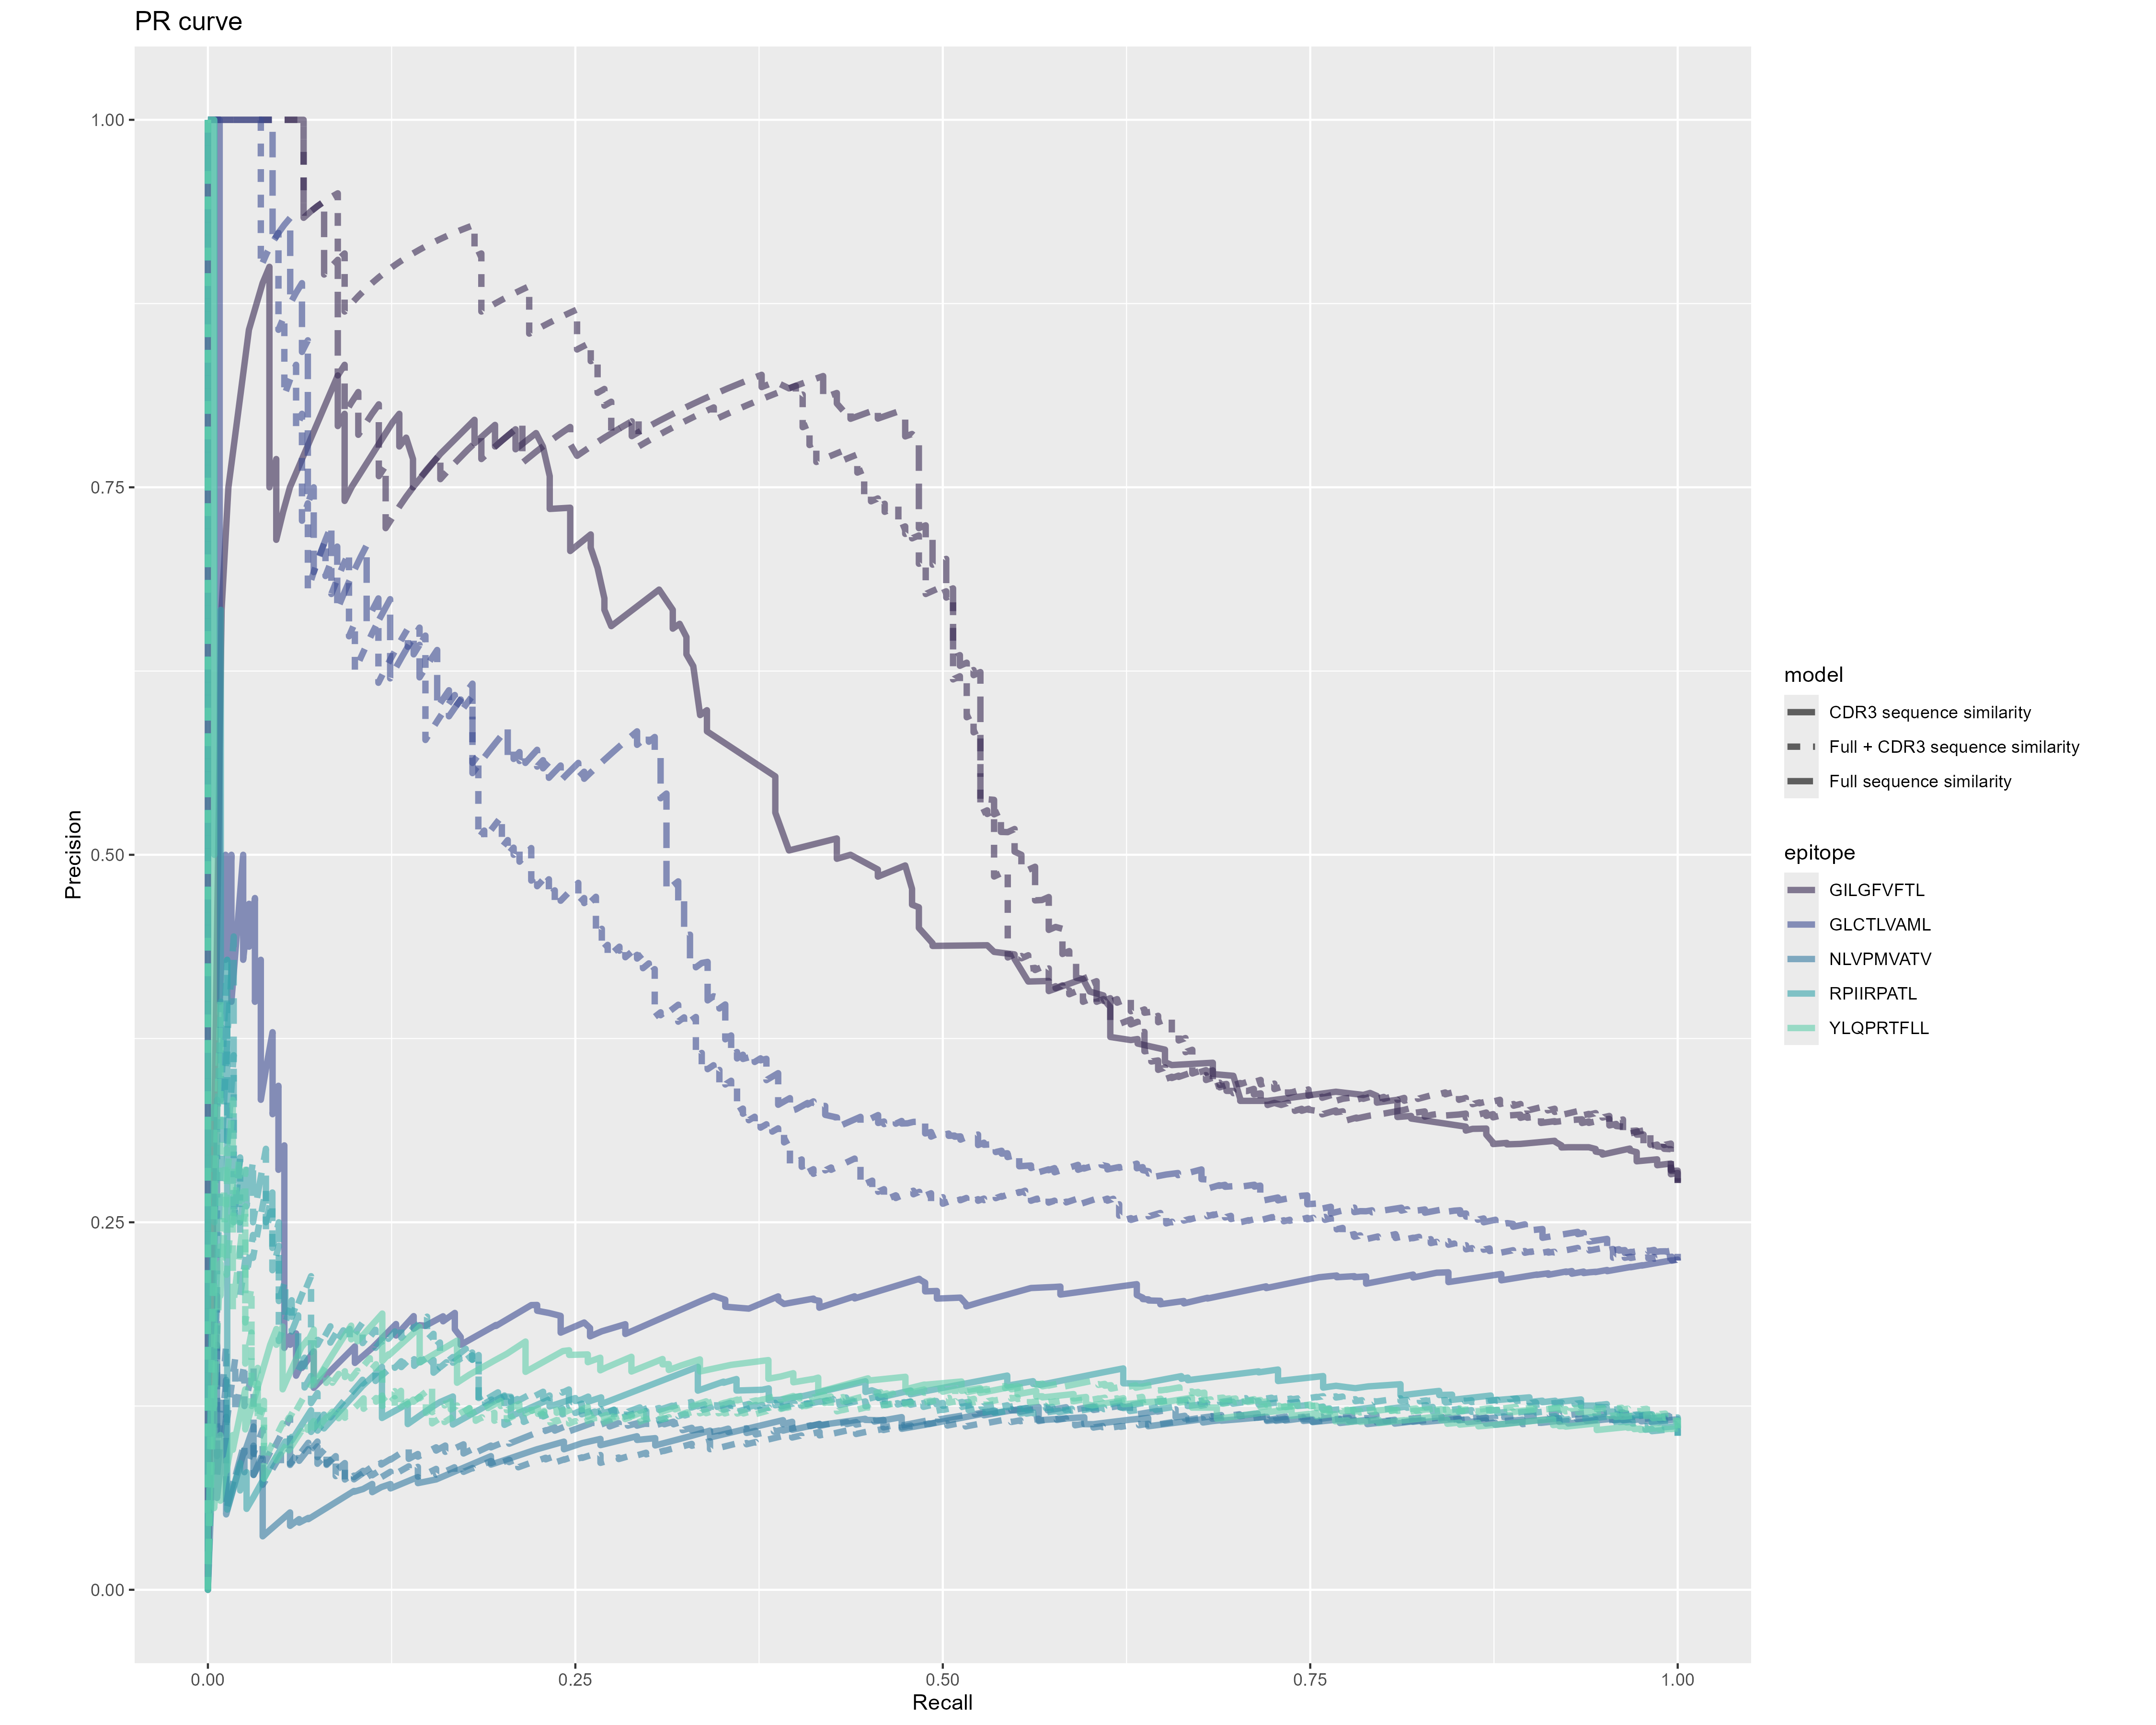 PR curve
1.00
0.75
0.50
0.25
0.00
Precision
0.00
0.25
0.50
0.75
1.00
Recall
model
CDR3 sequence similarity
Full + CDR3 sequence similarity
Full sequence similarity
epitope
GILGFVFTL
GLCTLVAML
NLVPMVATV
RPIIRPATL
YLQPRTFLL